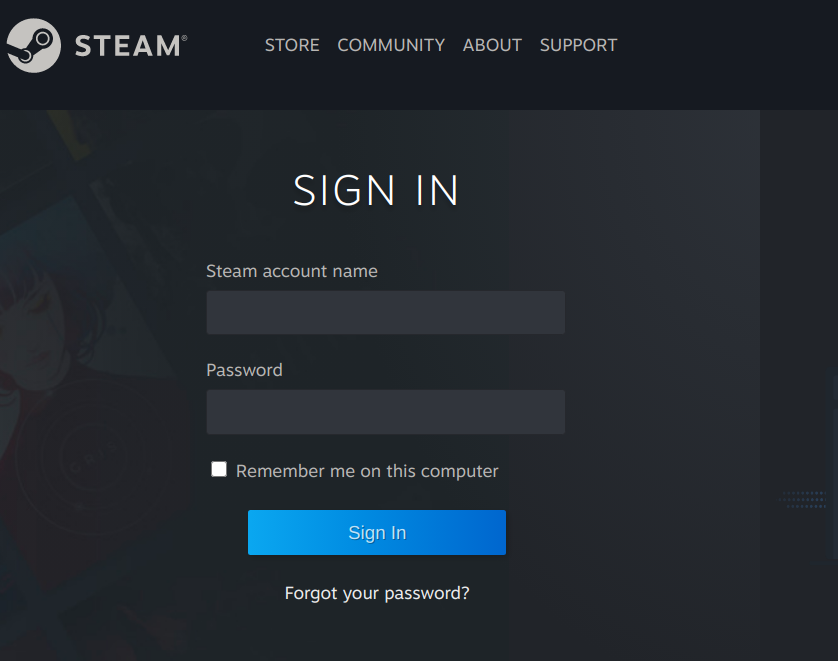 STEAM®
STORE COMMUNITY ABOUT SUPPORT
SIGN IN
Steam account name
Password
Remember me on this computer
Sign In
Forgot your password?